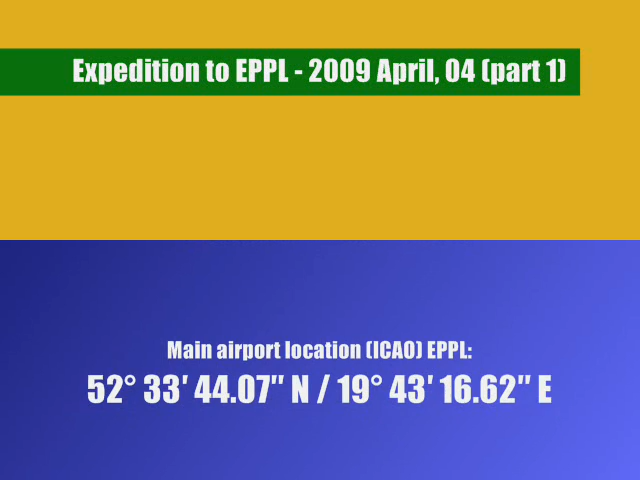 Expedition to EPPL - 2009 April, 04 (part 1)
Main airport location (ICAO) EPPL:
52° 33′ 44.07″ N / 19° 43′ 16.62″ E